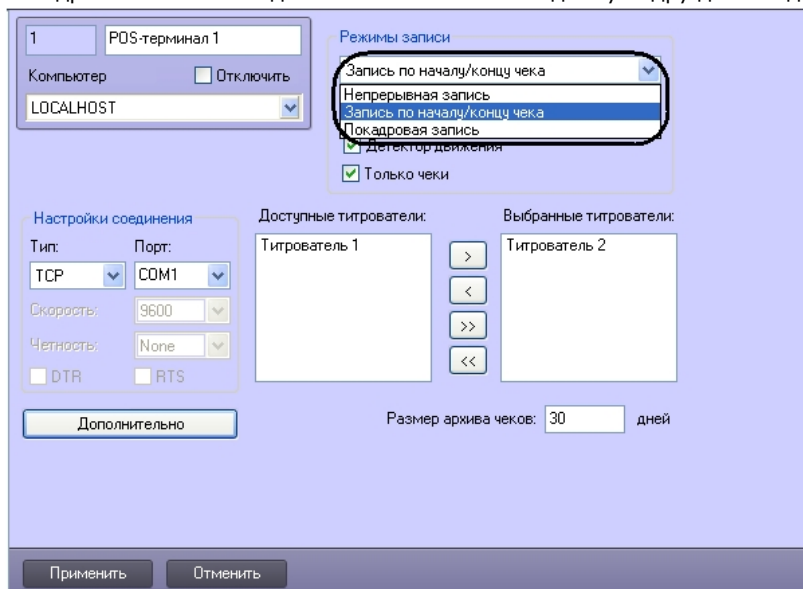 1
POS-терминал 1
Компьютер
Отключить
LOCALHOST
Режимы записи
Запись по началу/концу чека
Непрерывная запись
Запись по началу/концу чека
Покадровая запись
Детектор движения
Только чеки
Настройки соединения
Тип:
Порт:
TCP
COM1
Скорость:
9600
Четность:
None
DTR
RTS
Дополнительно
Доступные титрователи:
Титрователь 1
>
<
>>
<<
Выбранные титрователи:
Титрователь 2
Размер архива чеков: 30 дней
Применить
Отменить